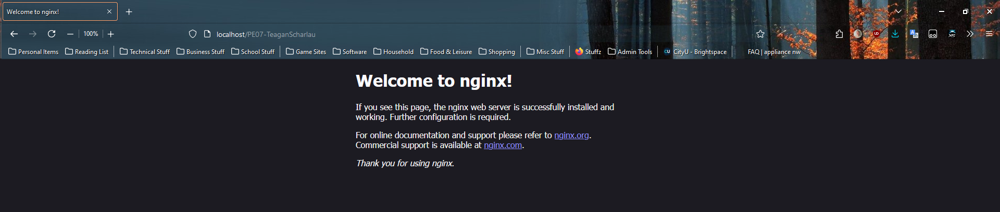 Welcome to nginx!
100%
localhost/PE07-TeaganScharlau
Personal Items Reading List Technical Stuff Business Stuff School Stuff Game Sites Software Household Food & Leisure Shopping Misc Stuff Stuffz Admin Tools CU CityU - Brightspace FAQ | appliance nw
Welcome to nginx!
If you see this page, the nginx web server is successfully installed and
working. Further configuration is required.
For online documentation and support please refer to nginx.org.
Commercial support is available at nginx.com.
Thank you for using nginx.